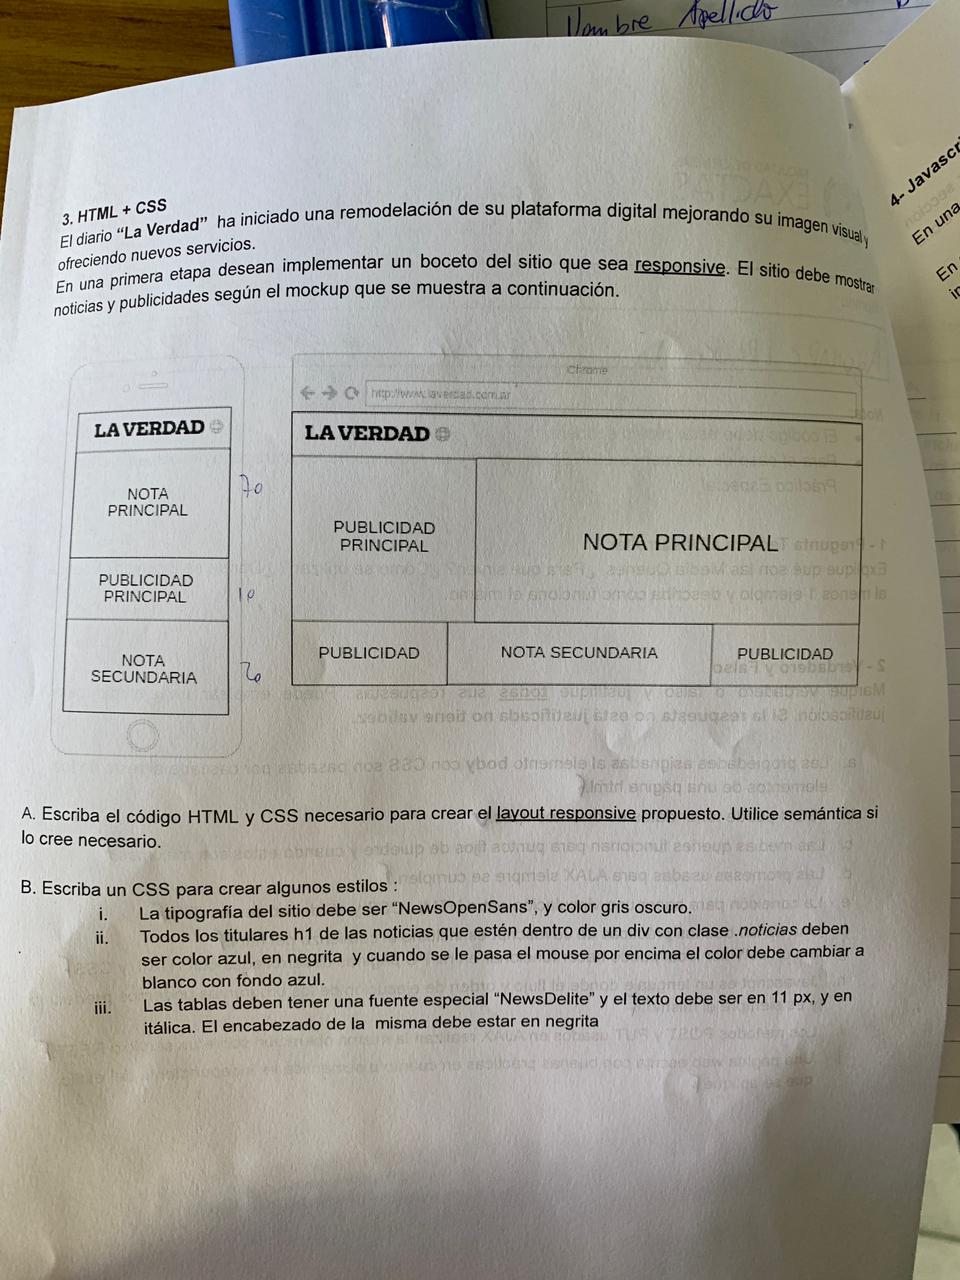 Nombre Apellido
3. HTML + CSS
El diario “La Verdad” ha iniciado una remodelación de su plataforma digital mejorando su imagen visual y
ofreciendo nuevos servicios.
En una primera etapa desean implementar un boceto del sitio que sea responsive. El sitio debe mostrar
noticias y publicidades según el mockup que se muestra a continuación.
LA VERDAD
NOTA
PRINCIPAL
70
PUBLICIDAD
PRINCIPAL
10
NOTA
SECUNDARIA
20
Chrome
http://www.laverdad.com.ar
LA VERDAD
PUBLICIDAD
PRINCIPAL
NOTA PRINCIPAL
PUBLICIDAD
NOTA SECUNDARIA
PUBLICIDAD
A. Escriba el código HTML y CSS necesario para crear el layout responsive propuesto. Utilice semántica si
lo cree necesario.
B. Escriba un CSS para crear algunos estilos :
i. La tipografía del sitio debe ser “NewsOpenSans”, y color gris oscuro.
ii. Todos los titulares h1 de las noticias que estén dentro de un div con clase .noticias deben
ser color azul, en negrita y cuando se le pasa el mouse por encima el color debe cambiar a
blanco con fondo azul.
iii. Las tablas deben tener una fuente especial “NewsDelite” y el texto debe ser en 11 px, y en
itálica. El encabezado de la misma debe estar en negrita
4- Javascr
En una
En